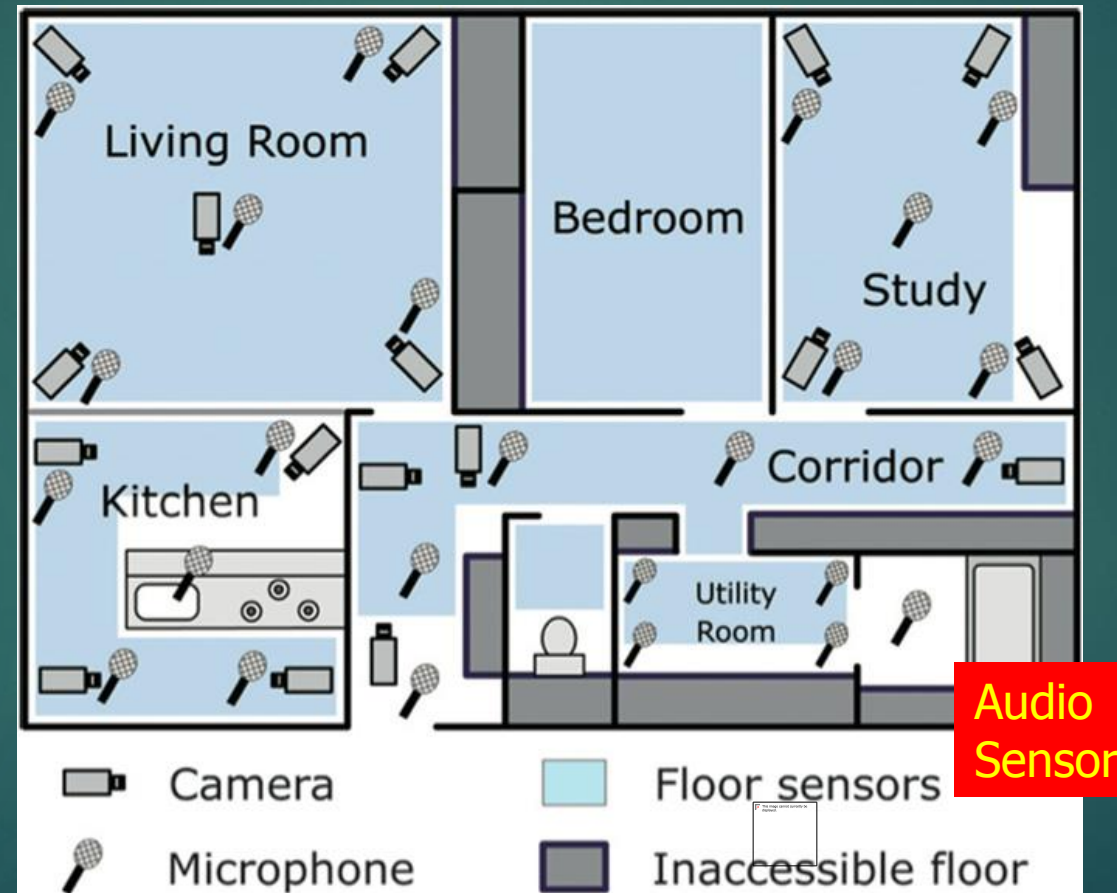 Living Room
Bedroom
Study
Kitchen
Corridor
Utility
Room
Audio
Sensor
Camera
Floor sensors
Microphone
Inaccessible floor